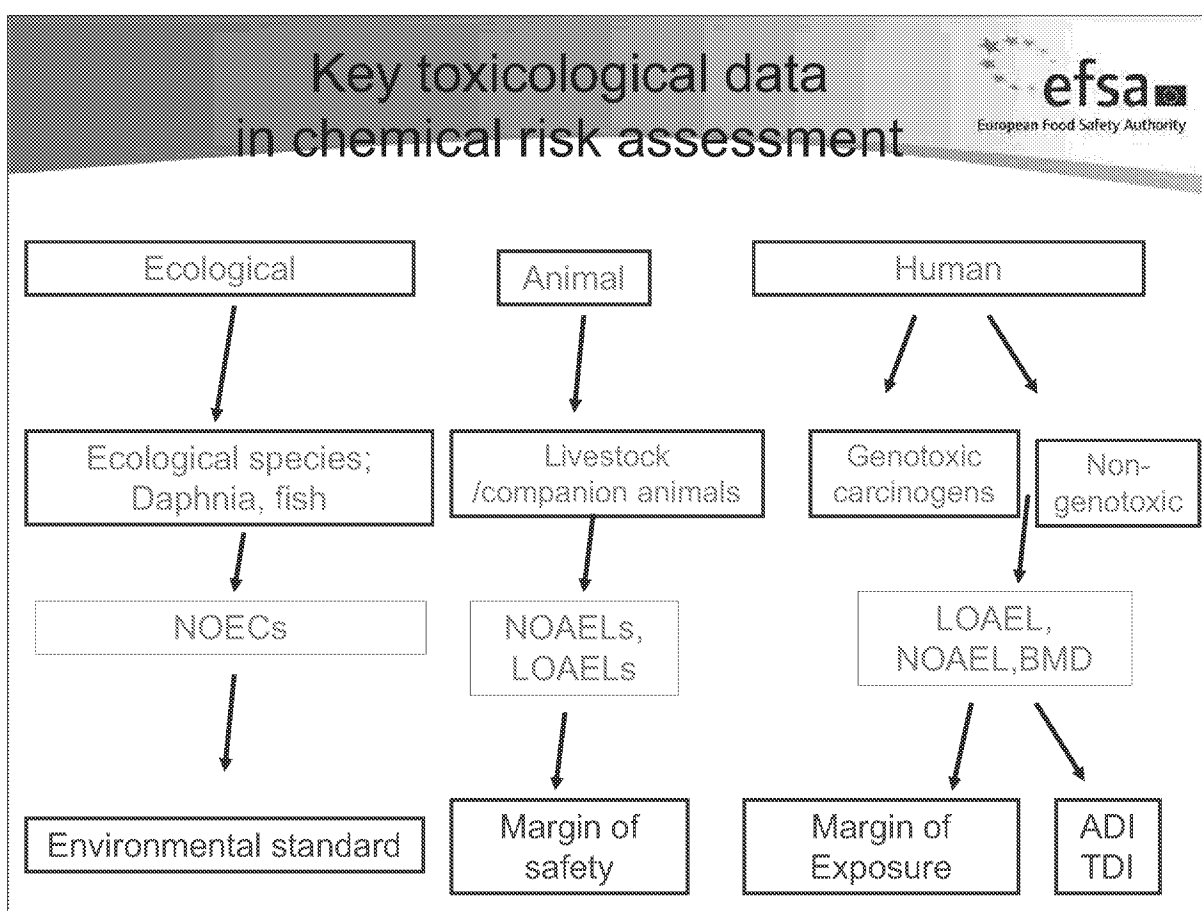 Key toxicological data
in chemical risk assessment
efsa
European Food Safety Authority
Ecological
Animal
Human
Ecological species;
Daphnia, fish
Livestock
/companion animals
Genotoxic
carcinogens
Non-
genotoxic
NOECs
NOAELs,
LOAELs
LOAEL,
NOAEL,BMD
Environmental standard
Margin of
safety
Margin of
Exposure
ADI
TDI